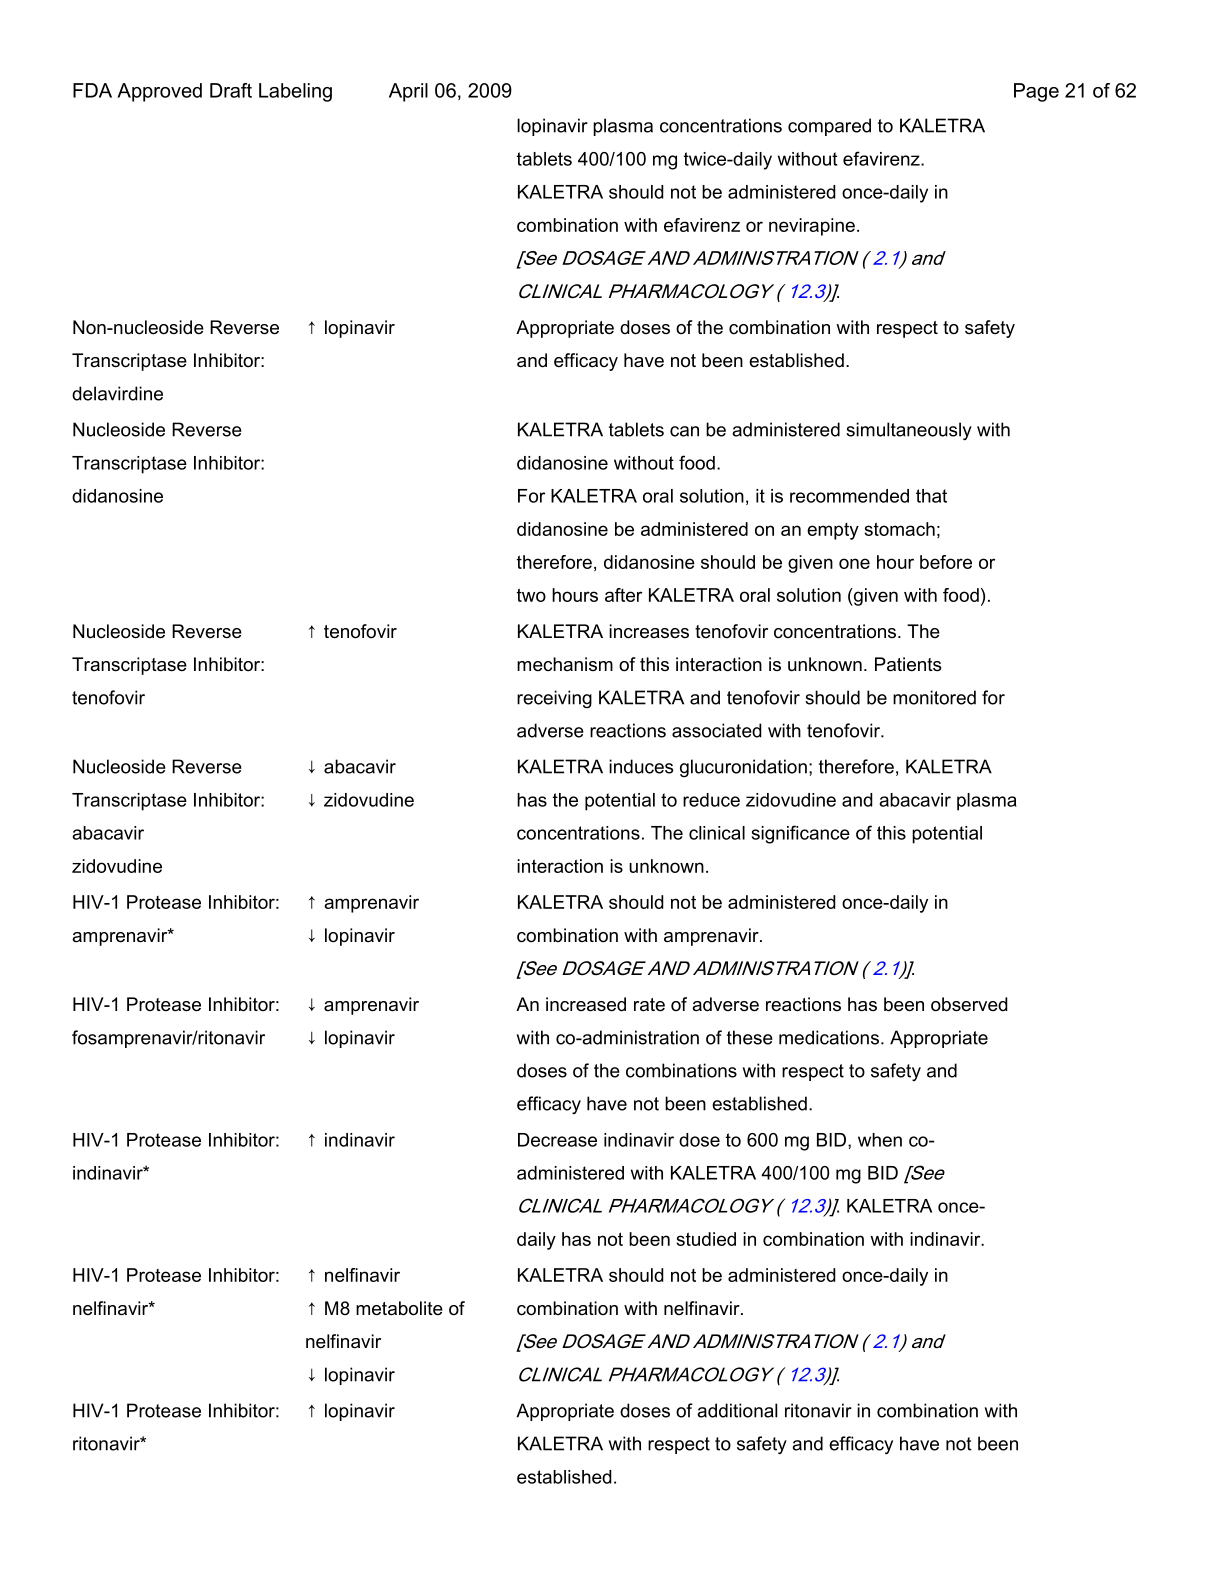 FDA Approved Draft Labeling April 06, 2009 Page 21 of 62
lopinavir plasma concentrations compared to KALETRA
tablets 400/100 mg twice-daily without efavirenz.
KALETRA should not be administered once-daily in
combination with efavirenz or nevirapine.
[See DOSAGE AND ADMINISTRATION ( 2.1) and
CLINICAL PHARMACOLOGY ( 12.3)].
Non-nucleoside Reverse
Transcriptase Inhibitor:
delavirdine
↑ lopinavir
Appropriate doses of the combination with respect to safety
and efficacy have not been established.
Nucleoside Reverse
Transcriptase Inhibitor:
didanosine
KALETRA tablets can be administered simultaneously with
didanosine without food.
For KALETRA oral solution, it is recommended that
didanosine be administered on an empty stomach;
therefore, didanosine should be given one hour before or
two hours after KALETRA oral solution (given with food).
Nucleoside Reverse
Transcriptase Inhibitor:
tenofovir
↑ tenofovir
KALETRA increases tenofovir concentrations. The
mechanism of this interaction is unknown. Patients
receiving KALETRA and tenofovir should be monitored for
adverse reactions associated with tenofovir.
Nucleoside Reverse
Transcriptase Inhibitor:
abacavir
zidovudine
↓ abacavir
↓ zidovudine
KALETRA induces glucuronidation; therefore, KALETRA
has the potential to reduce zidovudine and abacavir plasma
concentrations. The clinical significance of this potential
interaction is unknown.
HIV-1 Protease Inhibitor:
amprenavir*
↑ amprenavir
↓ lopinavir
KALETRA should not be administered once-daily in
combination with amprenavir.
[See DOSAGE AND ADMINISTRATION ( 2.1)].
HIV-1 Protease Inhibitor:
fosamprenavir/ritonavir
↓ amprenavir
↓ lopinavir
An increased rate of adverse reactions has been observed
with co-administration of these medications. Appropriate
doses of the combinations with respect to safety and
efficacy have not been established.
HIV-1 Protease Inhibitor:
indinavir*
↑ indinavir
Decrease indinavir dose to 600 mg BID, when co-
administered with KALETRA 400/100 mg BID [See
CLINICAL PHARMACOLOGY ( 12.3)]. KALETRA once-
daily has not been studied in combination with indinavir.
HIV-1 Protease Inhibitor:
nelfinavir*
↑ nelfinavir
↑ M8 metabolite of
nelfinavir
↓ lopinavir
KALETRA should not be administered once-daily in
combination with nelfinavir.
[See DOSAGE AND ADMINISTRATION ( 2.1) and
CLINICAL PHARMACOLOGY ( 12.3)].
HIV-1 Protease Inhibitor:
ritonavir*
↑ lopinavir
Appropriate doses of additional ritonavir in combination with
KALETRA with respect to safety and efficacy have not been
established.